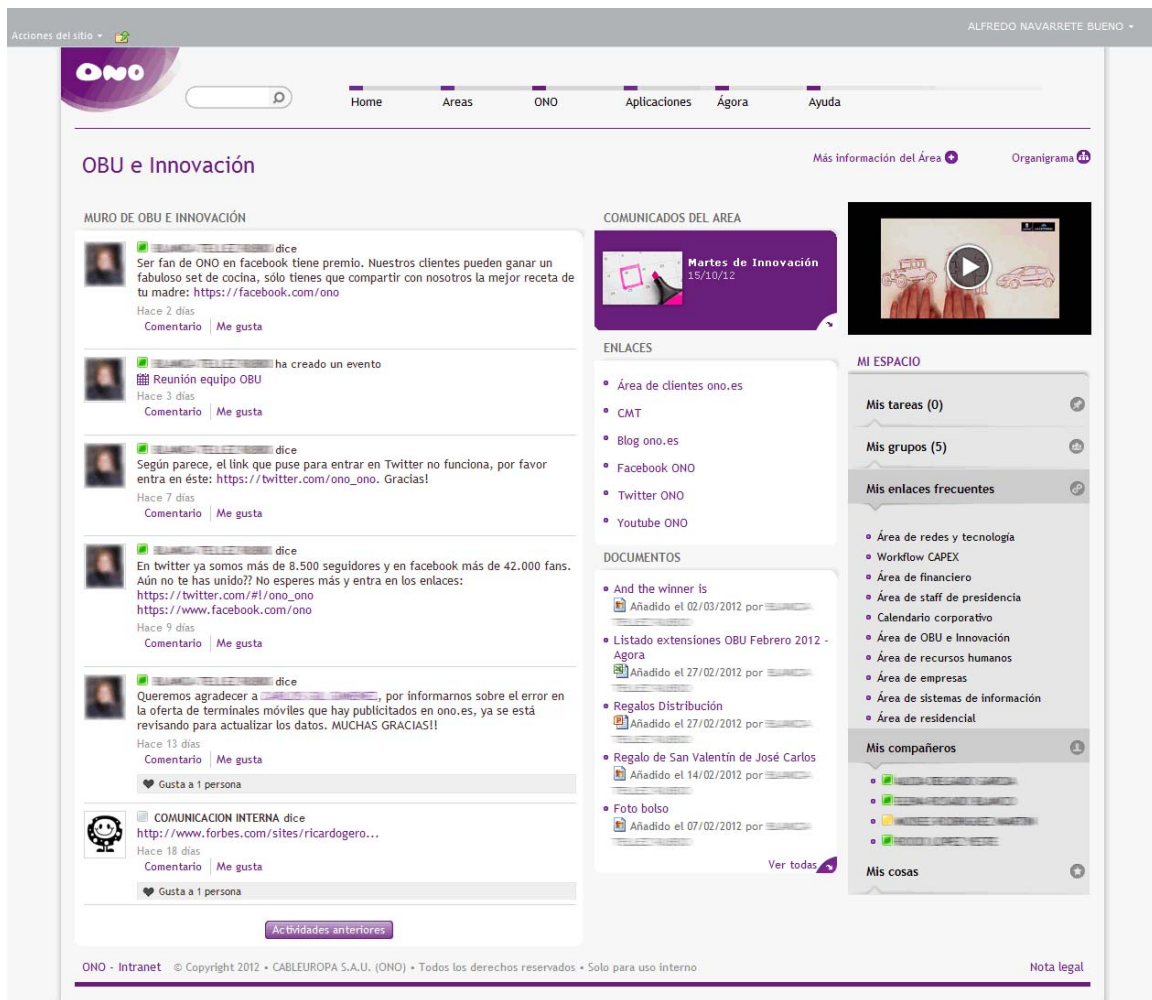 ALFREDO NAVARRETE BUENO
Acciones del sitio
ONO
Home
Areas
ONO
Aplicaciones
Ágora
Ayuda
OBU e Innovación
Más información del Área
Organigrama
MURO DE OBU E INNOVACIÓN
dice
Ser fan de ONO en facebook tiene premio. Nuestros clientes pueden ganar un
fabuloso set de cocina, sólo tienes que compartir con nosotros la mejor receta de
tu madre: https://facebook.com/ono
Hace 2 días
Comentario
Me gusta
ha creado un evento
Reunión equipo OBU
Hace 3 días
Comentario
Me gusta
dice
Según parece, el link que puse para entrar en Twitter no funciona, por favor
entra en éste: https://twitter.com/ono_ono. Gracias!
Hace 7 días
Comentario
Me gusta
dice
En twitter ya somos más de 8.500 seguidores y en facebook más de 42.000 fans.
Aún no te has unido?? No esperes más y entra en los enlaces:
https://twitter.com/#!/ono_ono
https://www.facebook.com/ono
Hace 9 días
Comentario
Me gusta
dice
Queremos agradecer a , por informarnos sobre el error en
la oferta de terminales móviles que hay publicitados en ono.es, ya se está
revisando para actualizar los datos. MUCHAS GRACIAS!!
Hace 13 días
Comentario
Me gusta
Gusta a 1 persona
COMUNICACION INTERNA dice
http://www.forbes.com/sites/ricardogero...
Hace 18 días
Comentario
Me gusta
Gusta a 1 persona
Actividades anteriores
COMUNICADOS DEL AREA
Martes de Innovación
15/10/12
ENLACES
Área de clientes ono.es
CMT
Blog ono.es
Facebook ONO
Twitter ONO
Youtube ONO
DOCUMENTOS
And the winner is
Añadido el 02/03/2012 por
Listado extensiones OBU Febrero 2012 -
Agora
Añadido el 27/02/2012 por
Regalos Distribución
Añadido el 27/02/2012 por
Regalo de San Valentín de José Carlos
Añadido el 14/02/2012 por
Foto bolso
Añadido el 07/02/2012 por
Ver todas
MI ESPACIO
Mis tareas (0)
Mis grupos (5)
Mis enlaces frecuentes
Área de redes y tecnología
Workflow CAPEX
Área de financiero
Área de staff de presidencia
Calendario corporativo
Área de OBU e Innovación
Área de recursos humanos
Área de empresas
Área de sistemas de información
Área de residencial
Mis compañeros
Mis cosas
ONO - Intranet
© Copyright 2012 • CABLEUROPA S.A.U. (ONO) • Todos los derechos reservados • Solo para uso interno
Nota legal